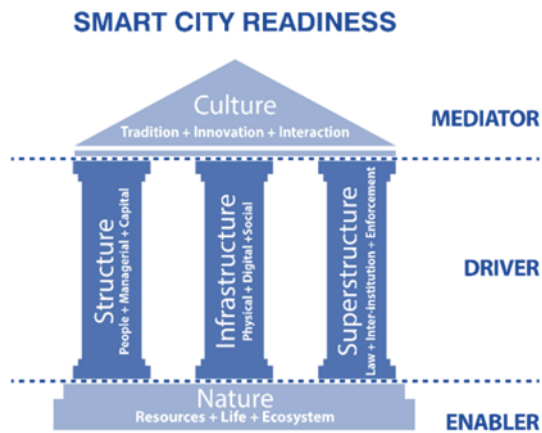 SMART CITY READINESS
Culture
Tradition + Innovation + Interaction
MEDIATOR
Structure
People + Managerial + Capital
Infrastructure
Physical + Digital +Social
Superstructure
Law + Inter-Institution + Enforcement
DRIVER
Nature
Resources + Life + Ecosystem
ENABLER